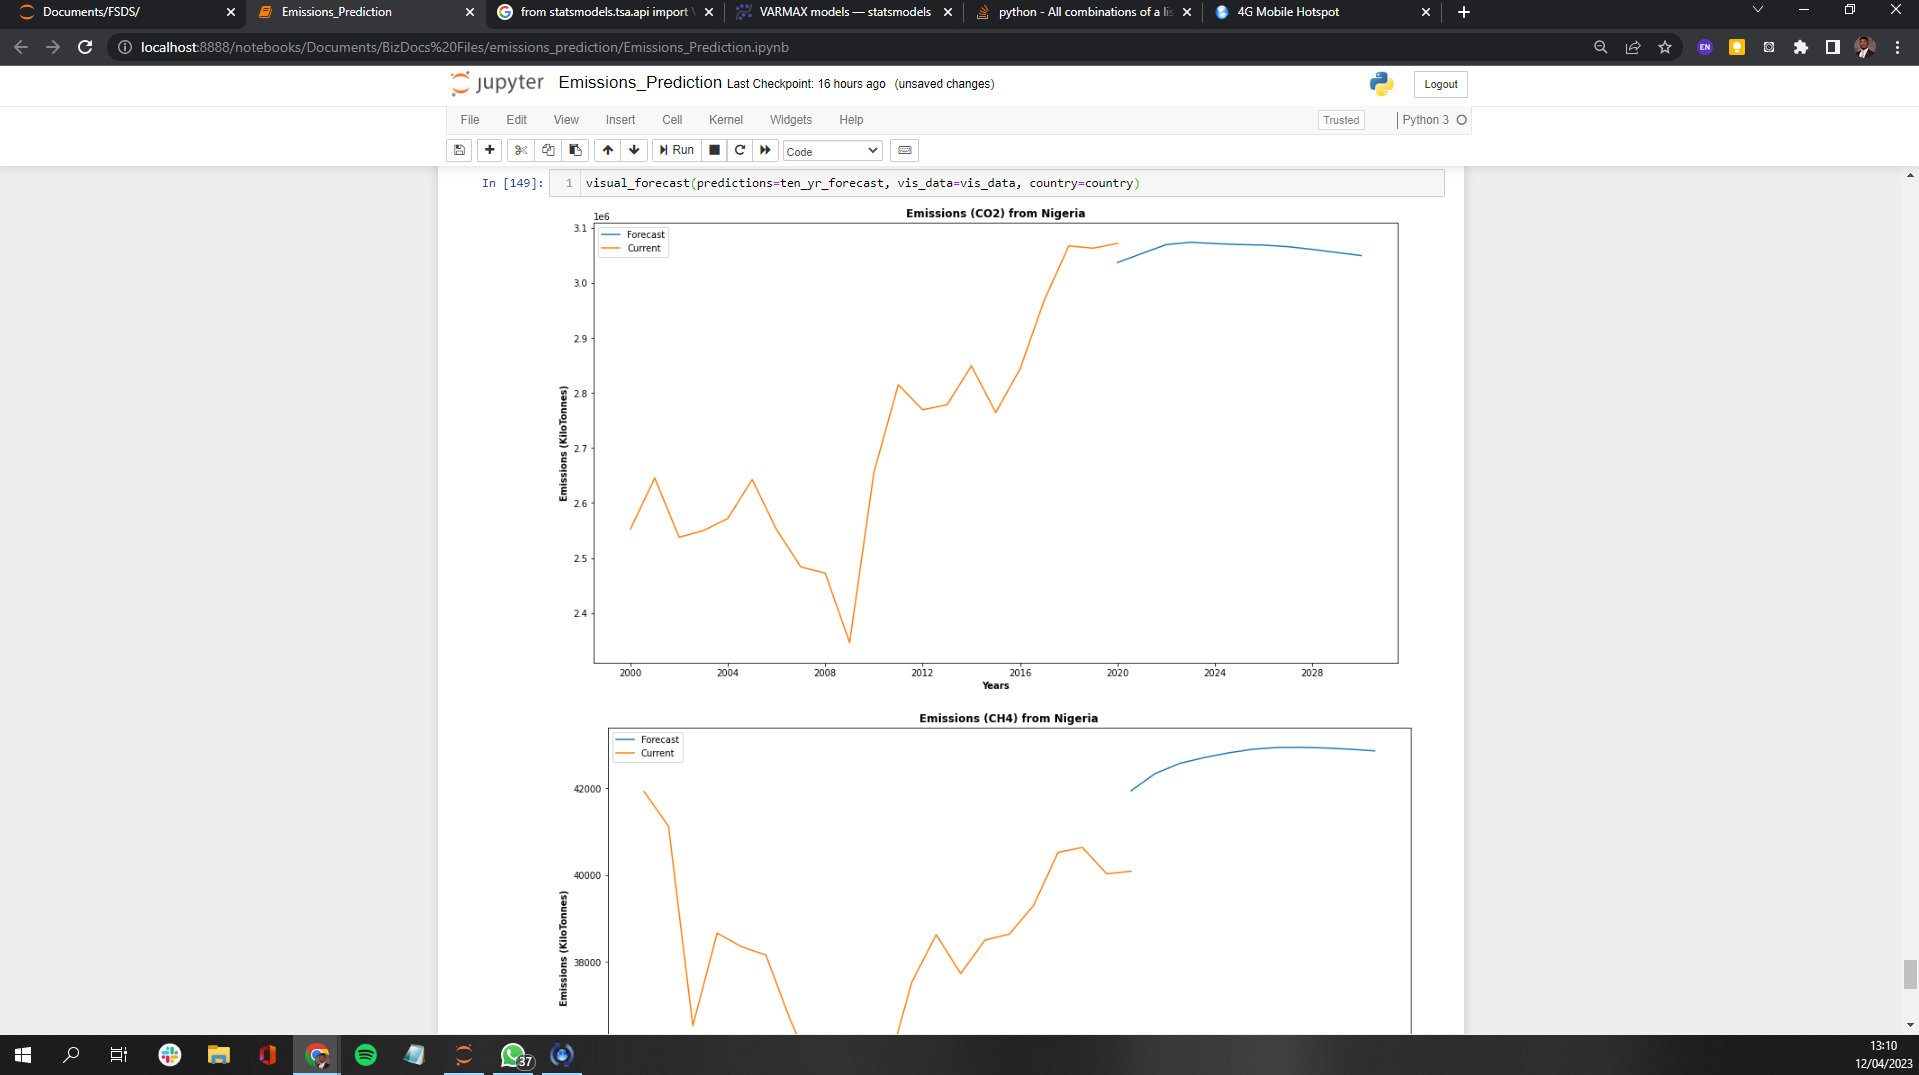 Documents/FSDS/
Emissions_Prediction
from statsmodels.tsa.api import
VARMAX models — statsmodels
python - All combinations of a lis
4G Mobile Hotspot
localhost:8888/notebooks/Documents/BizDocs%20Files/emissions_prediction/Emissions_Prediction.ipynb
EN
jupyter Emissions_Prediction Last Checkpoint: 16 hours ago (unsaved changes)
Logout
File Edit View Insert Cell Kernel Widgets Help
Trusted
Python 3
Run
Code
In [149]:
1 visual_forecast(predictions=ten_yr_forecast, vis_data=vis_data, country=country)
Emissions (CO2) from Nigeria
1e6
Forecast
Current
3.1
3.0
2.9
2.8
2.7
2.6
2.5
2.4
Emissions (KiloTonnes)
2000 2004 2008 2012 2016 2020 2024 2028
Years
Emissions (CH4) from Nigeria
Forecast
Current
42000
40000
38000
Emissions (KiloTonnes)
37
13:10
12/04/2023